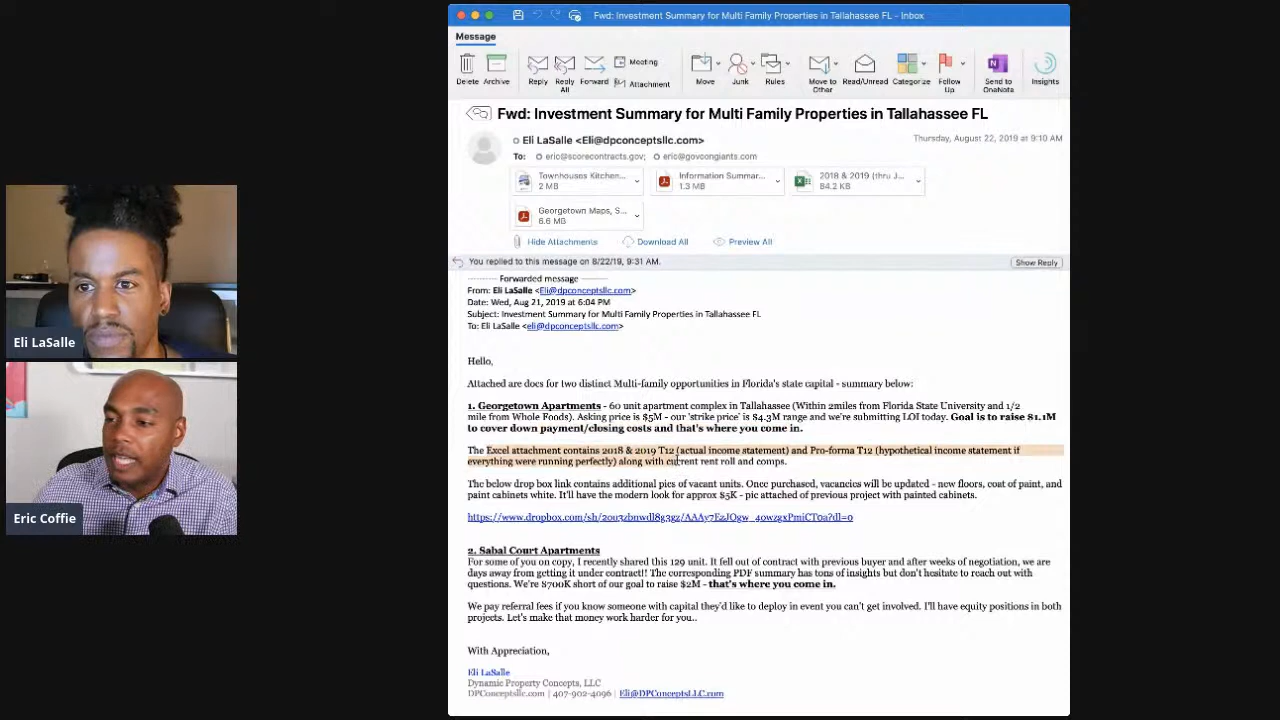 Fwd: Investment Summary for Multi Family Properties in Tallahassee FL – Inbox
Message
Delete
Archive
Reply
Reply All
Forward
Meeting
Attachment
Move
Junk
Rules
Move to Other
Read/Unread
Categorize
Follow Up
Send to OneNote
Insights
Fwd: Investment Summary for Multi Family Properties in Tallahassee FL
Eli LaSalle <Eli@dpconceptsllc.com>
Thursday, August 22, 2019 at 9:10 AM
To: eric@scorecontracts.gov; eric@govcongiants.com
Townhouses Kitchen...
2 MB
Information Summar...
1.3 MB
2018 & 2019 (thru J...
84.2 KB
Georgetown Maps, S...
6.6 MB
Hide Attachments
Download All
Preview All
You replied to this message on 8/22/19, 9:31 AM.
Show Reply
---------- Forwarded message ---------
From: Eli LaSalle <Eli@dpconceptsllc.com>
Date: Wed, Aug 21, 2019 at 6:04 PM
Subject: Investment Summary for Multi Family Properties in Tallahassee FL
To: Eli LaSalle <eli@dpconceptsllc.com>
Hello,
Attached are docs for two distinct Multi-family opportunities in Florida's state capital - summary below:
1. Georgetown Apartments - 60 unit apartment complex in Tallahassee (Within 2miles from Florida State University and 1/2
mile from Whole Foods). Asking price is $5M - our 'strike price' is $4.3M range and we're submitting LOI today. Goal is to raise $1.1M
to cover down payment/closing costs and that's where you come in.
The Excel attachment contains 2018 & 2019 T12 (actual income statement) and Pro-forma T12 (hypothetical income statement if
everything were running perfectly) along with current rent roll and comps.
The below drop box link contains additional pics of vacant units. Once purchased, vacancies will be updated - new floors, coat of paint, and
paint cabinets white. It'll have the modern look for approx $5K - pic attached of previous project with painted cabinets.
2. Sabal Court Apartments
For some of you on copy, I recently shared this 129 unit. It fell out of contract with previous buyer and after weeks of negotiation, we are
days away from getting it under contract!! The corresponding PDF summary has tons of insights but don't hesitate to reach out with
questions. We're $700K short of our goal to raise $2M - that's where you come in.
We pay referral fees if you know someone with capital they'd like to deploy in event you can't get involved. I'll have equity positions in both
projects. Let's make that money work harder for you..
With Appreciation,
Eli LaSalle
Dynamic Property Concepts, LLC
DPConceptsllc.com | 407-902-4096 | Eli@DPConceptsLLC.com
Eli LaSalle
Eric Coffie